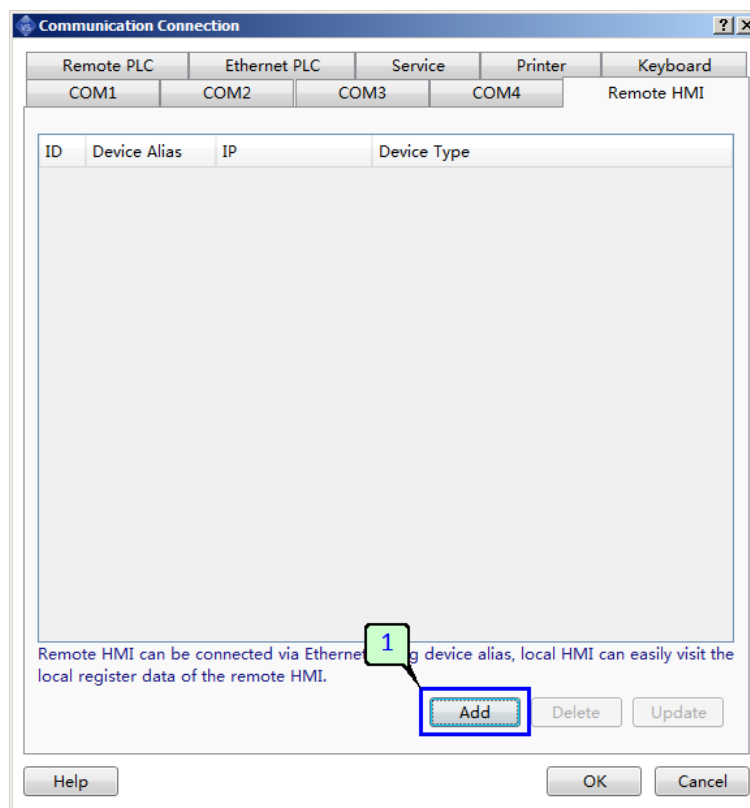 Communication Connection
Remote PLC Ethernet PLC Service Printer Keyboard
COM1 COM2 COM3 COM4 Remote HMI
ID Device Alias IP Device Type
1
Remote HMI can be connected via Ethernet g device alias, local HMI can easily visit the
local register data of the remote HMI.
Add Delete Update
Help OK Cancel